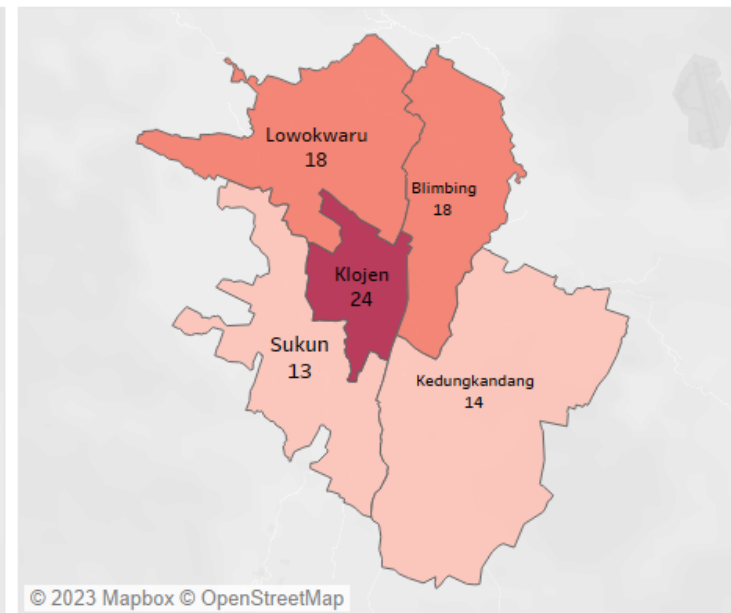 Lowokwaru
18
Blimbing
18
Klojen
24
Sukun
13
Kedungkandang
14
© 2023 Mapbox © OpenStreetMap